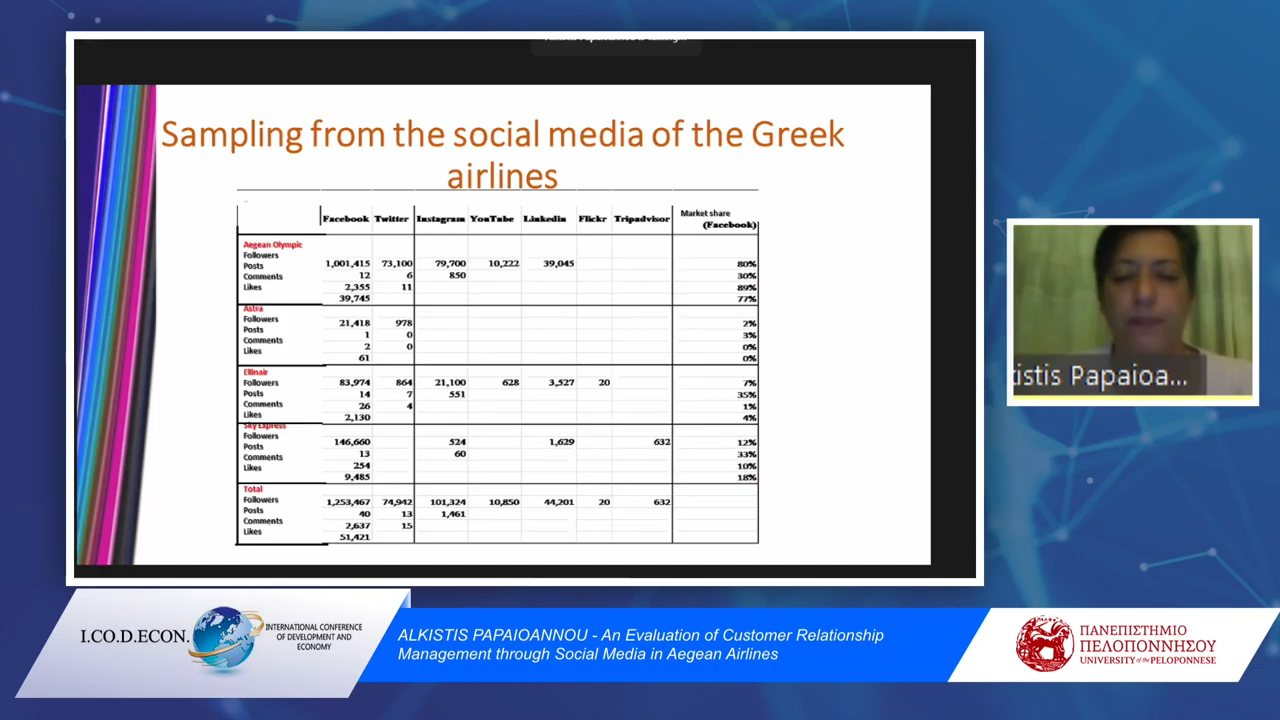 Sampling from the social media of the Greek
airlines
Facebook Twitter Instagram YouTube Linkedin Flickr Tripadvisor Market share
(Facebook)
Aegean Olympic
Followers 1,001,415 73,100 79,700 10,222 39,045 80%
Posts 12 6 850 30%
Comments 2,355 11 89%
Likes 39,745 77%
Astra
Followers 21,418 978 2%
Posts 1 0 3%
Comments 2 0 0%
Likes 61 0%
Ellinair
Followers 83,974 864 21,100 628 3,527 20 7%
Posts 14 7 551 35%
Comments 26 4 1%
Likes 2,130 4%
Sky Express
Followers 146,660 524 1,629 632 12%
Posts 13 60 33%
Comments 254 10%
Likes 9,485 18%
Total
Followers 1,253,467 74,942 101,324 10,850 44,201 20 632
Posts 40 13 1,461
Comments 2,637 15
Likes 51,421
tistis Papaioa...
I.CO.D.ECON.
INTERNATIONAL CONFERENCE
OF DEVELOPMENT AND
ECONOMY
ALKISTIS PAPAIOANNOU - An Evaluation of Customer Relationship
Management through Social Media in Aegean Airlines
ΠΑΝΕΠΙΣΤΗΜΙΟ
ΠΕΛΟΠΟΝΝΗΣΟΥ
UNIVERSITY of the PELOPONNESE